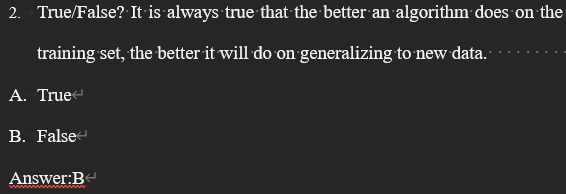 2. True/False? It is always true that the better an algorithm does on the
training set, the better it will do on generalizing to new data.
A. True
B. False
Answer:B